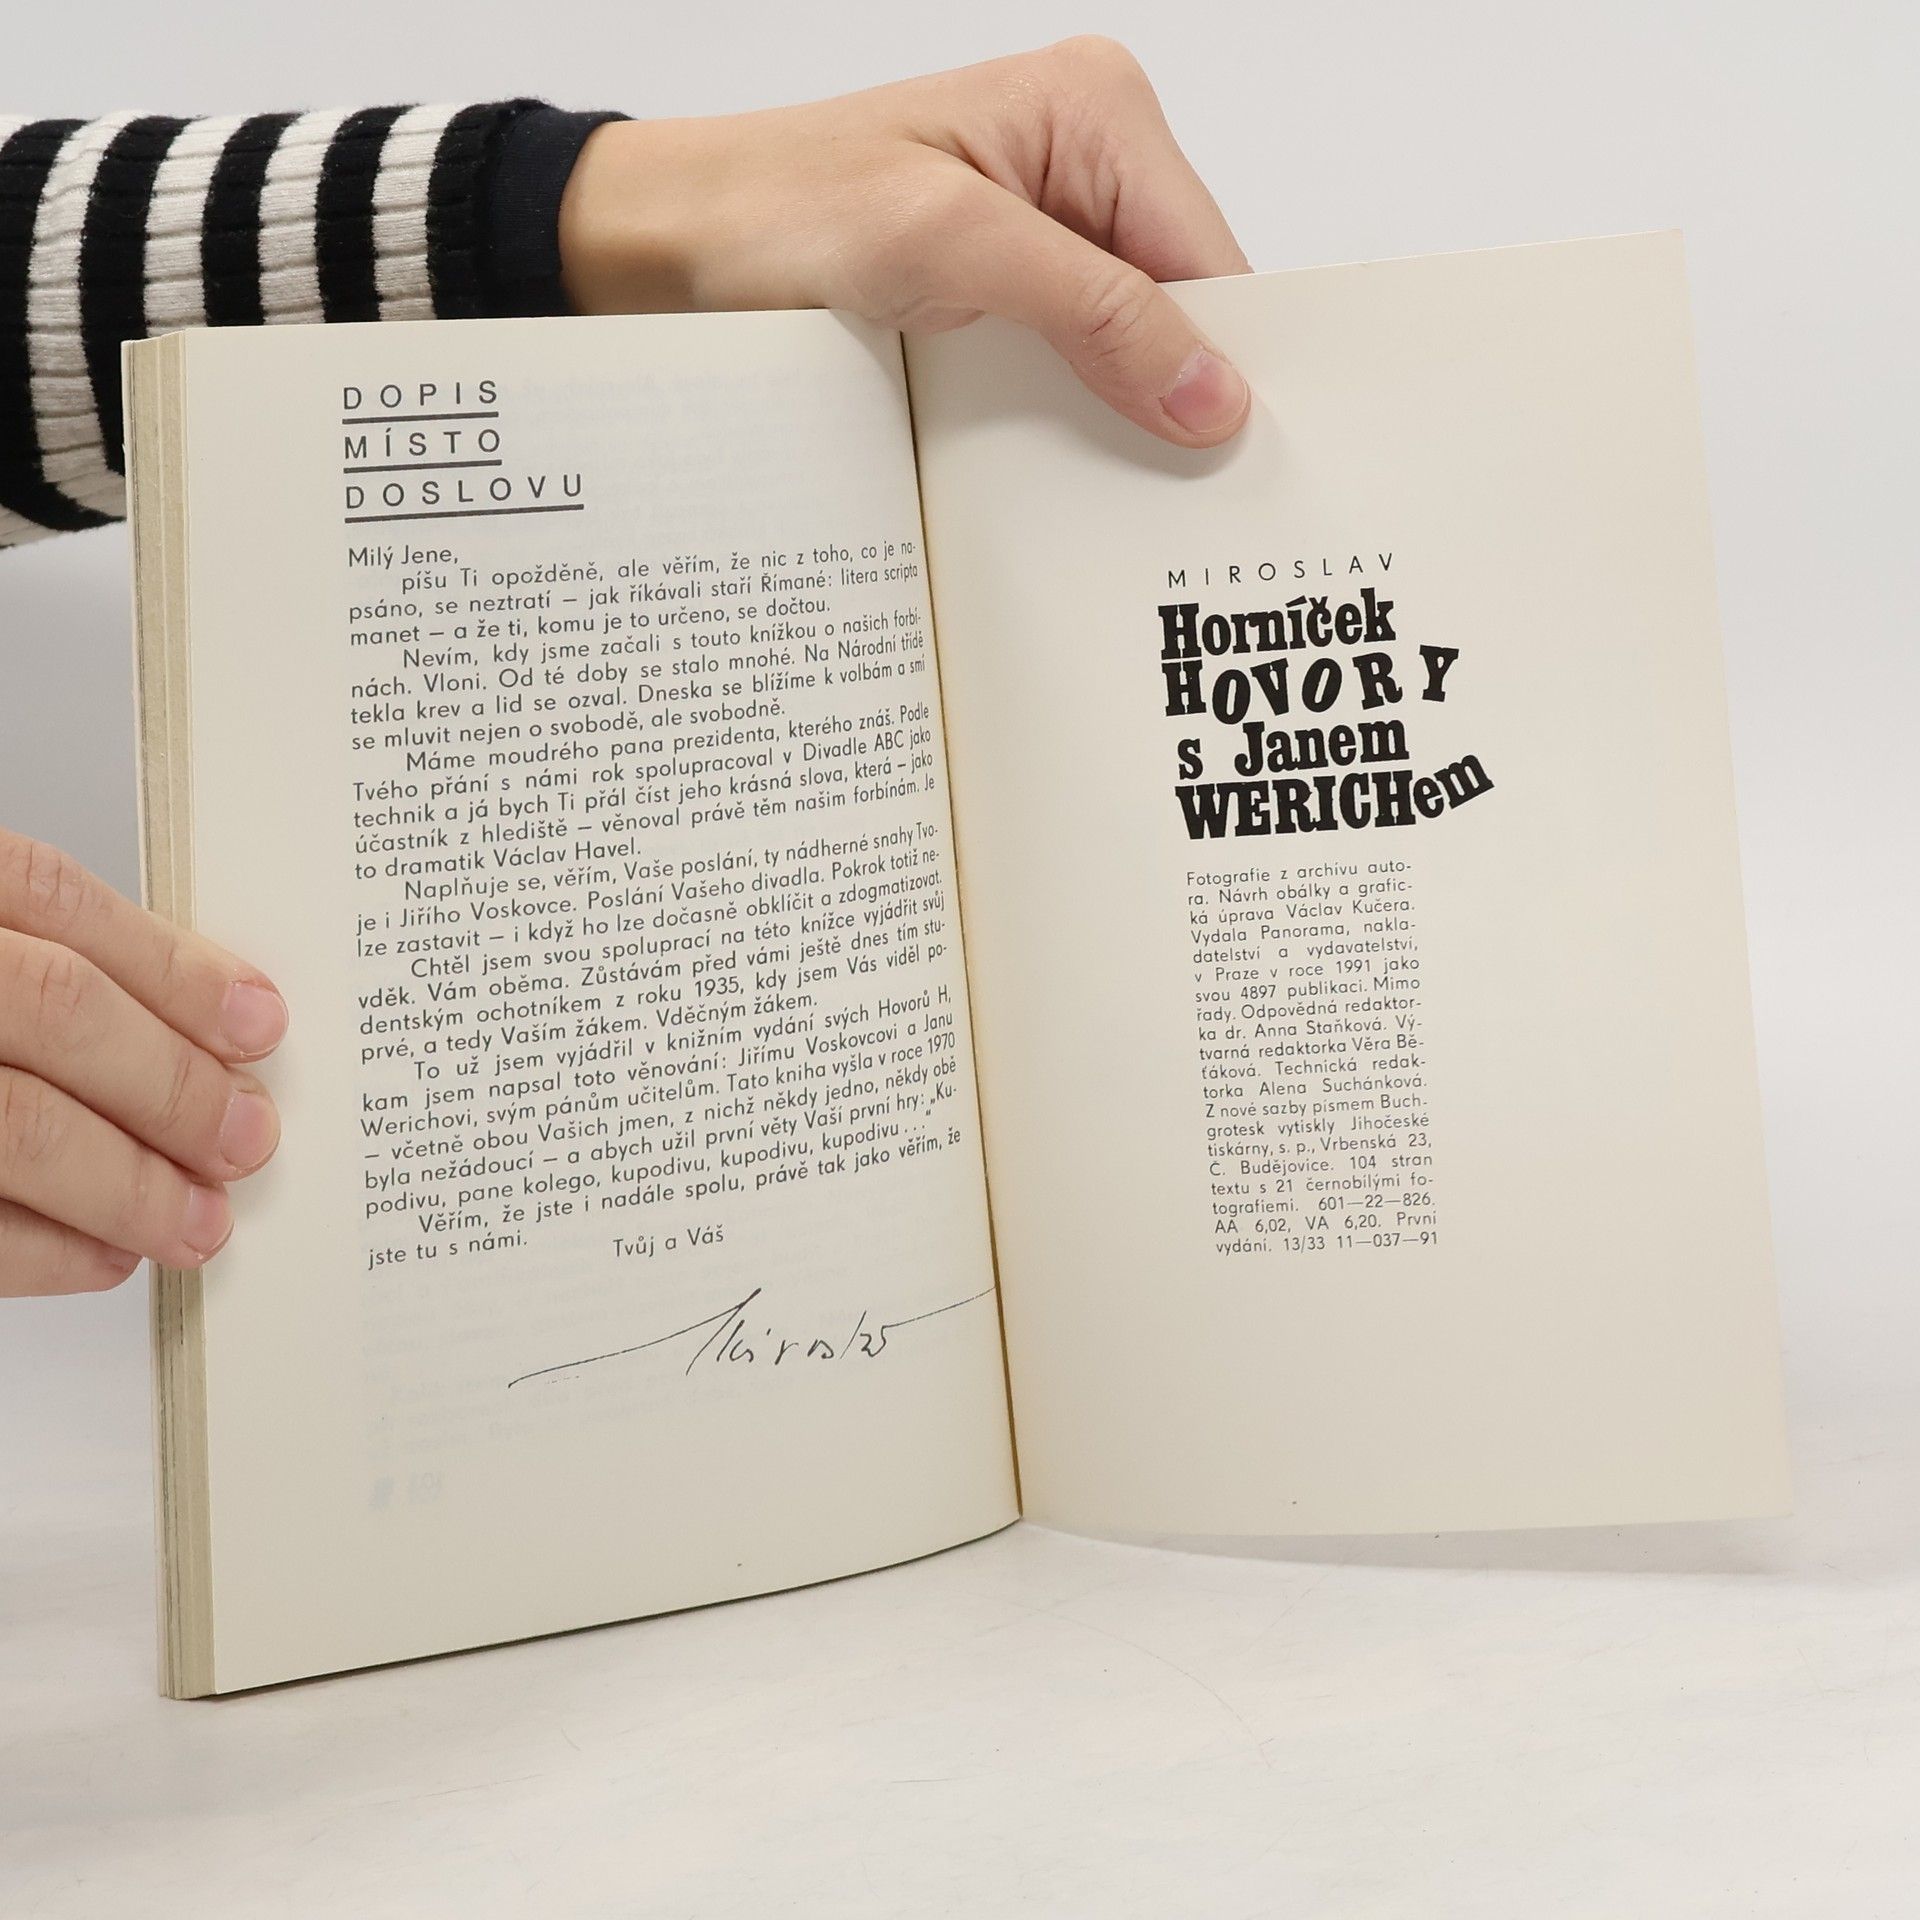 DOPIS
MÍSTO
DOSLOVU
Milý Jene,
píšu Ti opožděně, ale věřím, že nic z toho, co je na-
psáno, se neztratí – jak říkávali staří Římané: litera scripta
manet – a že ti, komu je to určeno, se dočtou.
Nevím, kdy jsme začali s touto knížkou o našich forbí-
nách. Vloni. Od té doby se stalo mnohé. Na Národní třídě
tekla krev a lid se ozval. Dneska se blížíme k volbám a smí
se mluvit nejen o svobodě, ale svobodně.
Máme moudrého pana prezidenta, kterého znáš. Podle
Tvého přání s námi rok spolupracoval v Divadle ABC jako
technik a já bych Ti přál číst jeho krásná slova, která – jako
účastník z hlediště – věnoval právě těm našim forbínám. Je
to dramatik Václav Havel.
Naplňuje se, věřím, Vaše poslání, ty nádherné snahy Tvo-
je i Jiřího Voskovce. Poslání Vašeho divadla. Pokrok totiž ne-
lze zastavit – i když ho lze dočasně obklíčit a zdogmatizovat.
Chtěl jsem svou spoluprací na této knížce vyjádřit svůj
vděk. Vám oběma. Zůstávám před vámi ještě dnes tím stu-
dentským ochotníkem z roku 1935, kdy jsem Vás viděl po-
prvé, a tedy Vaším žákem. Vděčným žákem.
To už jsem vyjádřil v knižním vydání svých Hovorů H,
kam jsem napsal toto věnování: Jiřímu Voskovcovi a Janu
Werichovi, svým pánům učitelům. Tato kniha vyšla v roce 1970
– včetně obou Vašich jmen, z nichž někdy jedno, někdy obě
byla nežádoucí – a abych užil první věty Vaší první hry: „Ku-
podivu, pane kolego, kupodivu, kupodivu, kupodivu . . .“
Věřím, že jste i nadále spolu, právě tak jako věřím, že
jste tu s námi.
Tvůj a Váš
Miroslav
MIROSLAV
Horníček
HOVORY
s Janem
WERICHem
Fotografie z archívu auto-
ra. Návrh obálky a grafic-
ká úprava Václav Kučera.
Vydala Panorama, nakla-
datelství a vydavatelství,
v Praze v roce 1991 jako
svou 4897 publikaci. Mimo
řady. Odpovědná redaktor-
ka dr. Anna Staňková. Vý-
tvarná redaktorka Věra Bě-
ťáková. Technická redak-
torka Alena Suchánková.
Z nové sazby písmem Buch-
grotesk vytiskly Jihočeské
tiskárny, s. p., Vrbenská 23,
Č. Budějovice. 104 stran
textu s 21 černobílými fo-
tografiemi. 601—22—826.
AA 6,02, VA 6,20. První
vydání. 13/33 11—037—91